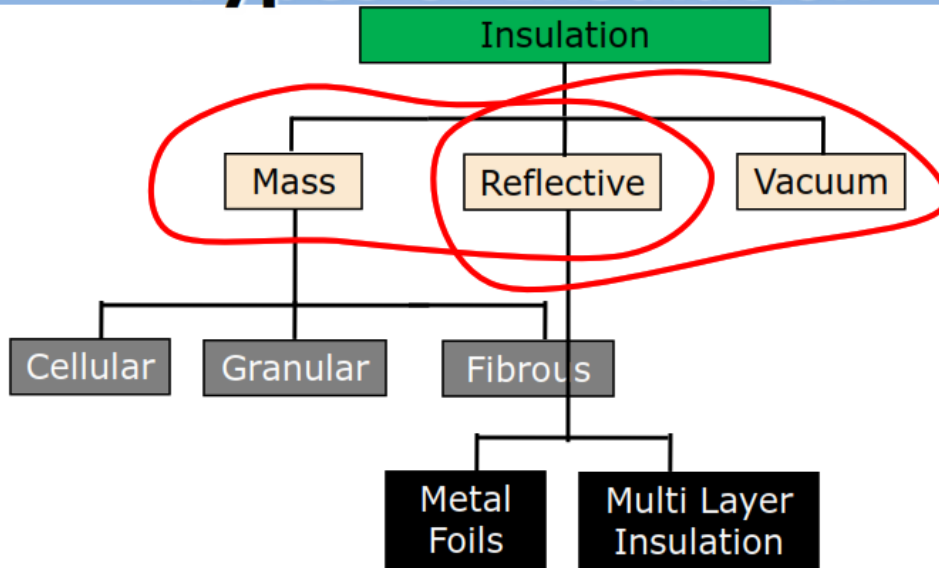 Insulation
Mass
Reflective
Vacuum
Cellular
Granular
Fibrous
Metal
Foils
Multi Layer
Insulation